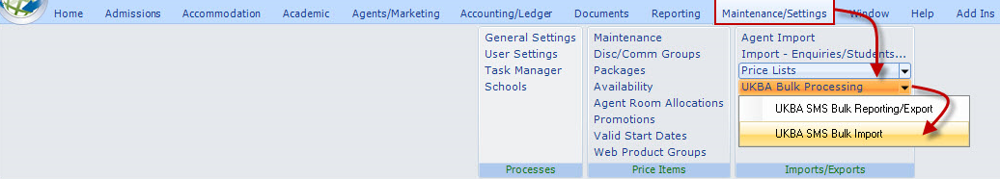 Home Admissions Accommodation Academic Agents/Marketing Accounting/Ledger Documents Reporting Maintenance/Settings Window Help Add Ins
General Settings
User Settings
Task Manager
Schools
Processes
Maintenance
Disc/Comm Groups
Packages
Availability
Agent Room Allocations
Promotions
Valid Start Dates
Web Product Groups
Price Items
Agent Import
Import - Enquiries/Students...
Price Lists
UKBA Bulk Processing
UKBA SMS Bulk Reporting/Export
UKBA SMS Bulk Import
Imports/Exports